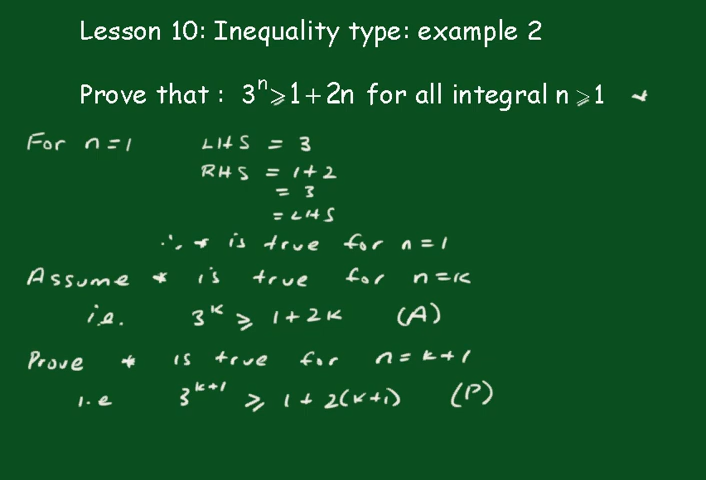 Lesson 10: Inequality type: example 2
Prove that : 3ⁿ ⩾ 1 + 2n for all integral n ⩾ 1 *
For n = 1 LHS = 3
RHS = 1 + 2
= 3
= LHS
∴ * is true for n = 1
Assume * is true for n = k
i.e. 3ᵏ ⩾ 1 + 2k (A)
Prove * is true for n = k + 1
i.e 3ᵏ⁺¹ ⩾ 1 + 2(k+1) (P)